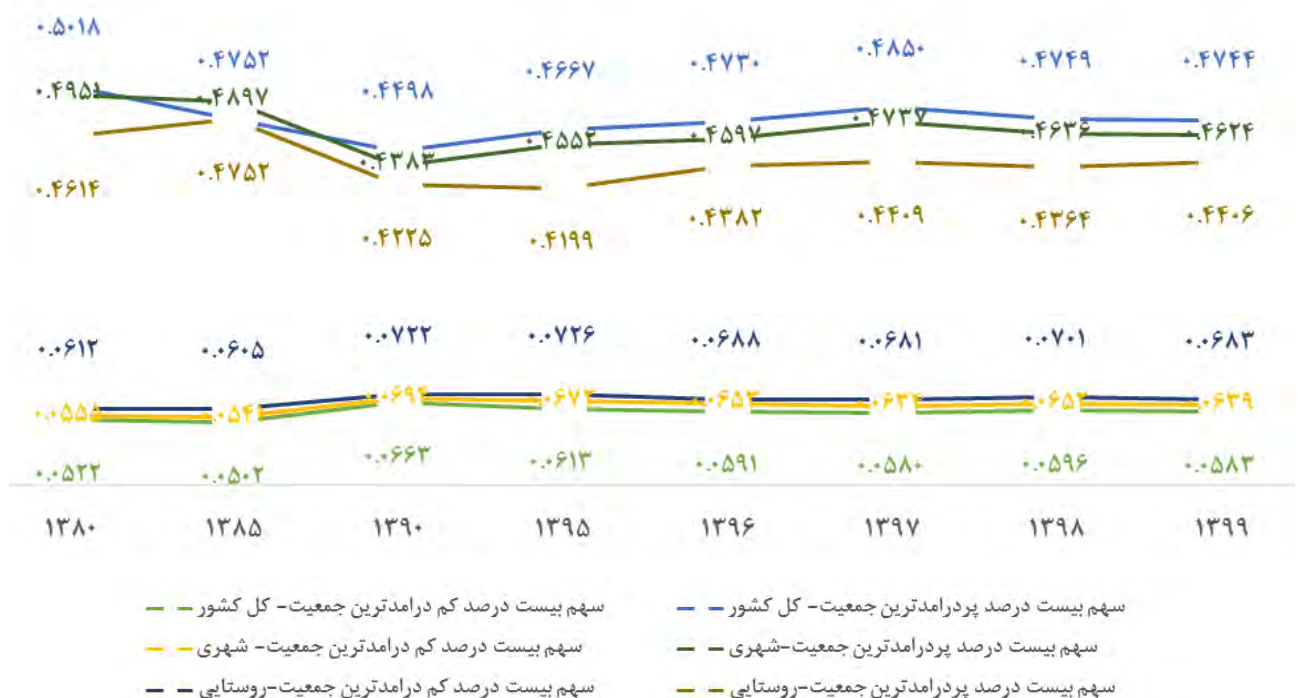 ۰.۵۰۱۸ ۰.۴۷۵۲ ۰.۴۴۹۸ ۰.۴۶۶۷ ۰.۴۷۳۰ ۰.۴۸۵۰ ۰.۴۷۴۹ ۰.۴۷۴۴
۰.۴۹۵۱ ۰.۴۸۹۷ ۰.۴۳۸۳ ۰.۴۵۵۲ ۰.۴۵۹۷ ۰.۴۷۳۷ ۰.۴۶۳۶ ۰.۴۶۲۴
۰.۴۶۱۴ ۰.۴۷۵۲ ۰.۴۲۲۵ ۰.۴۱۹۹ ۰.۴۳۸۲ ۰.۴۴۰۹ ۰.۴۳۶۴ ۰.۴۴۰۶
۰.۰۶۱۲ ۰.۰۶۰۵ ۰.۰۷۲۲ ۰.۰۷۲۶ ۰.۰۶۸۸ ۰.۰۶۸۱ ۰.۰۷۰۱ ۰.۰۶۸۳
۰.۰۵۵۵ ۰.۰۶۳۹
۰.۰۵۲۲ ۰.۰۵۰۲ ۰.۰۶۶۳ ۰.۰۶۱۳ ۰.۰۵۹۱ ۰.۰۵۸۰ ۰.۰۵۹۶ ۰.۰۵۸۳
۱۳۸۰ ۱۳۸۵ ۱۳۹۰ ۱۳۹۵ ۱۳۹۶ ۱۳۹۷ ۱۳۹۸ ۱۳۹۹
سهم بیست درصد پردرامدترین جمعیت- کل کشور
سهم بیست درصد کم درامدترین جمعیت- کل کشور
سهم بیست درصد پردرامدترین جمعیت-شهری
سهم بیست درصد کم درامدترین جمعیت- شهری
سهم بیست درصد پردرامدترین جمعیت-روستایی
سهم بیست درصد کم درامدترین جمعیت-روستایی